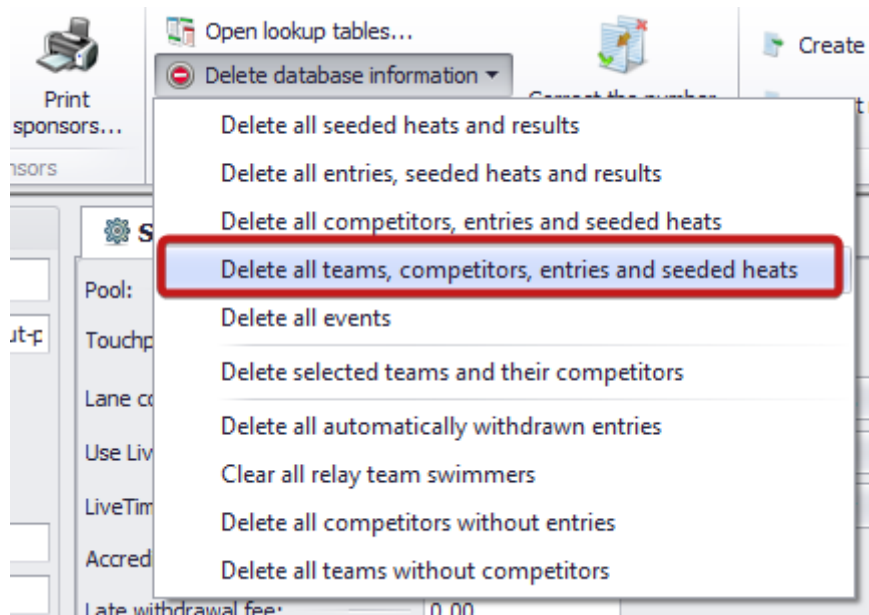 Open lookup tables...
Delete database information
Print
sponsors...
Create
Delete all seeded heats and results
Delete all entries, seeded heats and results
Delete all competitors, entries and seeded heats
Delete all teams, competitors, entries and seeded heats
Delete all events
Delete selected teams and their competitors
Delete all automatically withdrawn entries
Clear all relay team swimmers
Delete all competitors without entries
Delete all teams without competitors
Pool:
Late withdrawal fee:
0.00